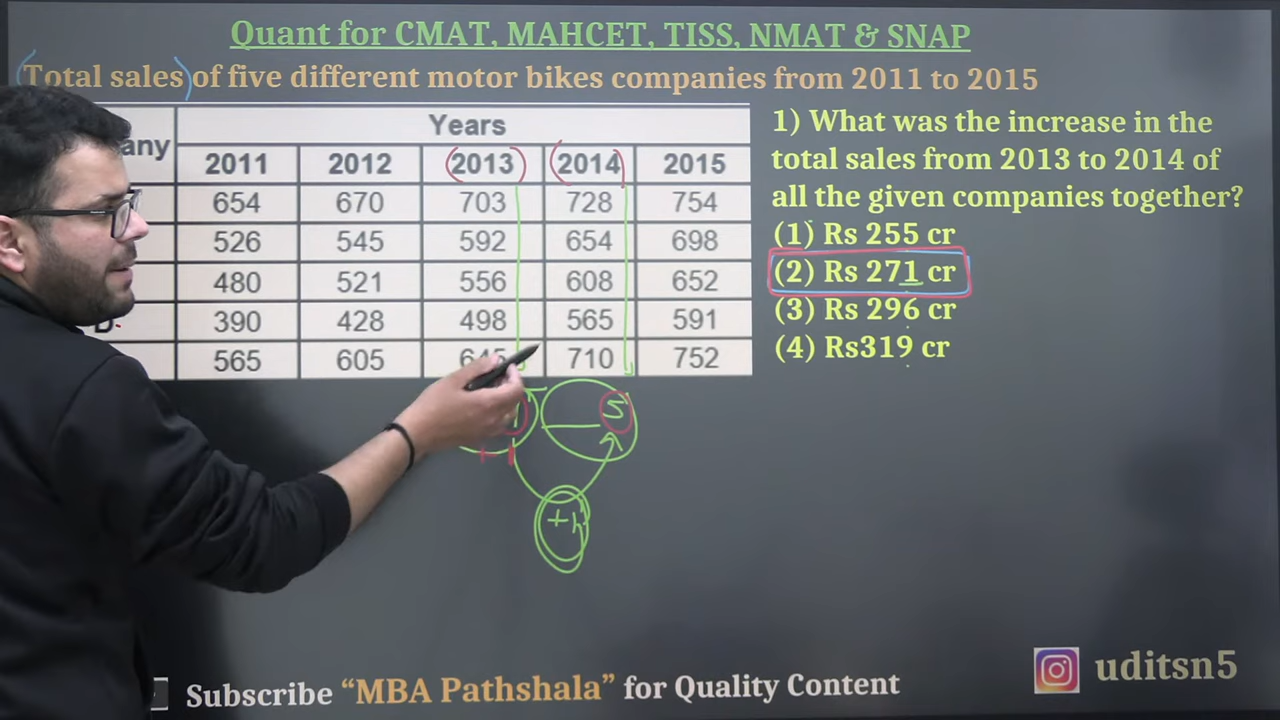 Quant for CMAT, MAHCET, TISS, NMAT & SNAP
Total sales of five different motor bikes companies from 2011 to 2015
Years
2011 2012 2013 2014 2015
654 670 703 728 754
526 545 592 654 698
480 521 556 608 652
390 428 498 565 591
565 605 710 752
1) What was the increase in the
total sales from 2013 to 2014 of
all the given companies together?
(1) Rs 255 cr
(2) Rs 271 cr
(3) Rs 296 cr
(4) Rs319 cr
5
Subscribe "MBA Pathshala" for Quality Content
uditsn5